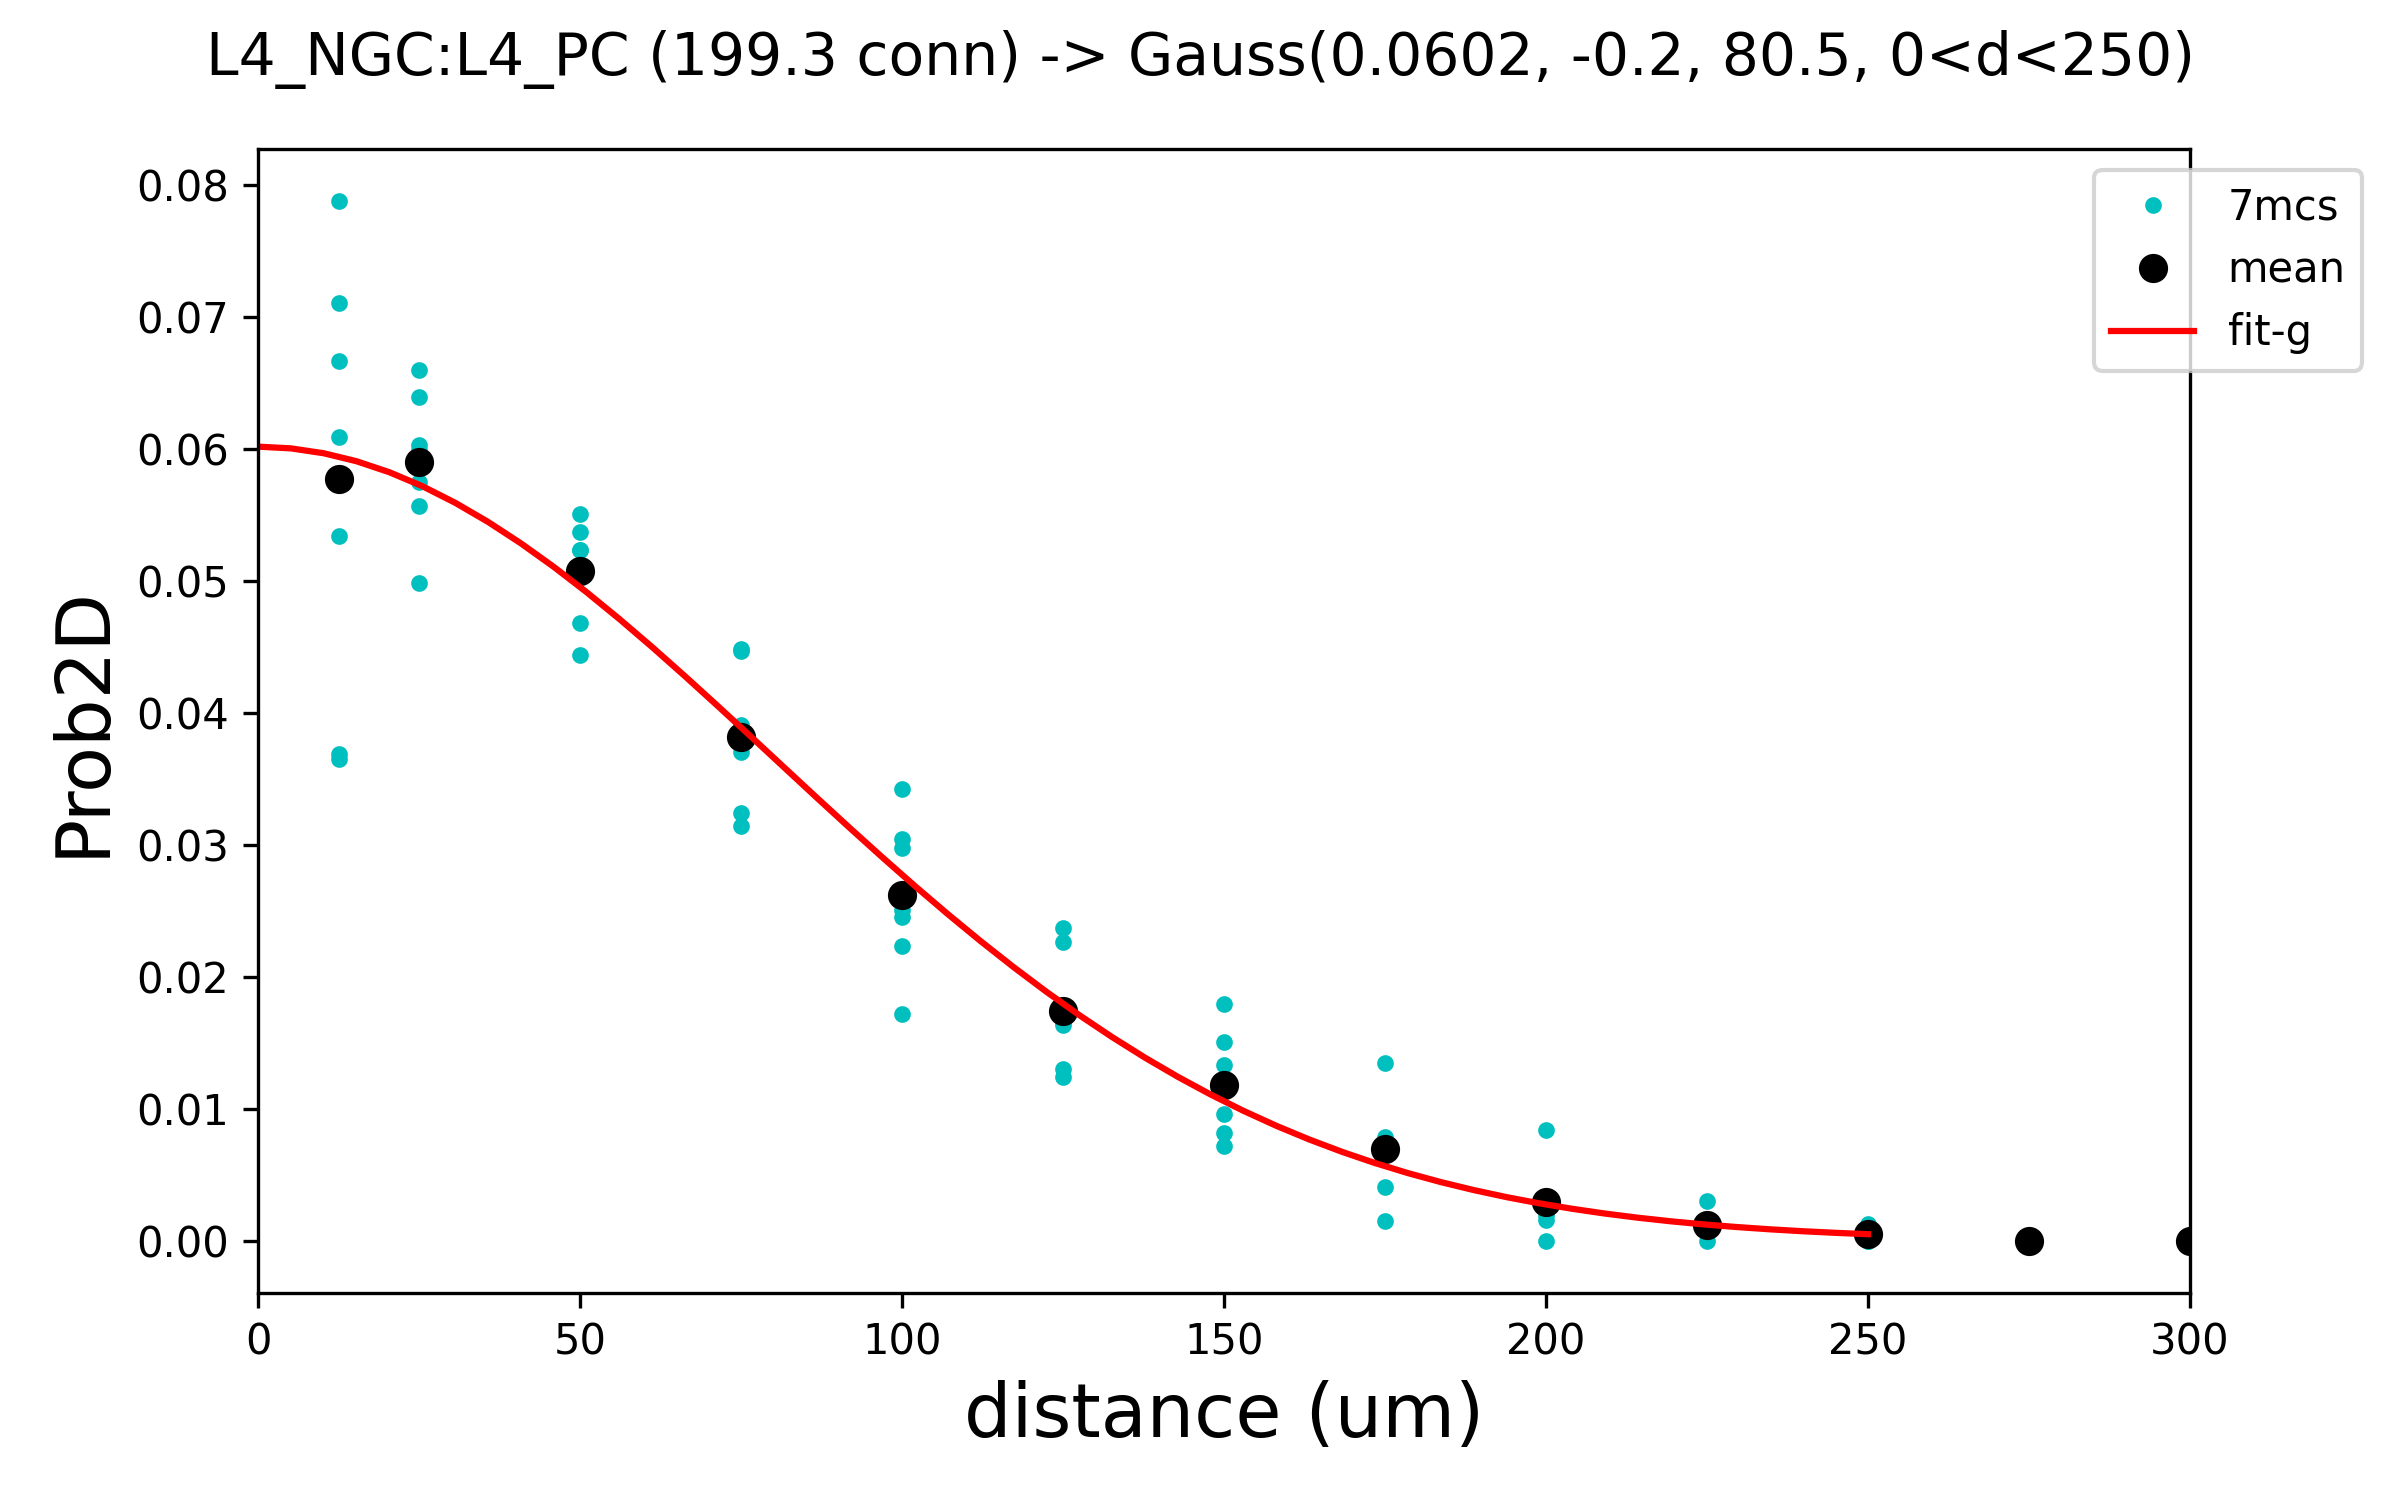 L4_NGC:L4_PC (199.3 conn) -> Gauss(0.0602, -0.2, 80.5, 0<d<250)
7mcs
mean
fit-g
Prob2D
0.08
0.07
0.06
0.05
0.04
0.03
0.02
0.01
0.00
0 50 100 150 200 250 300
distance (um)